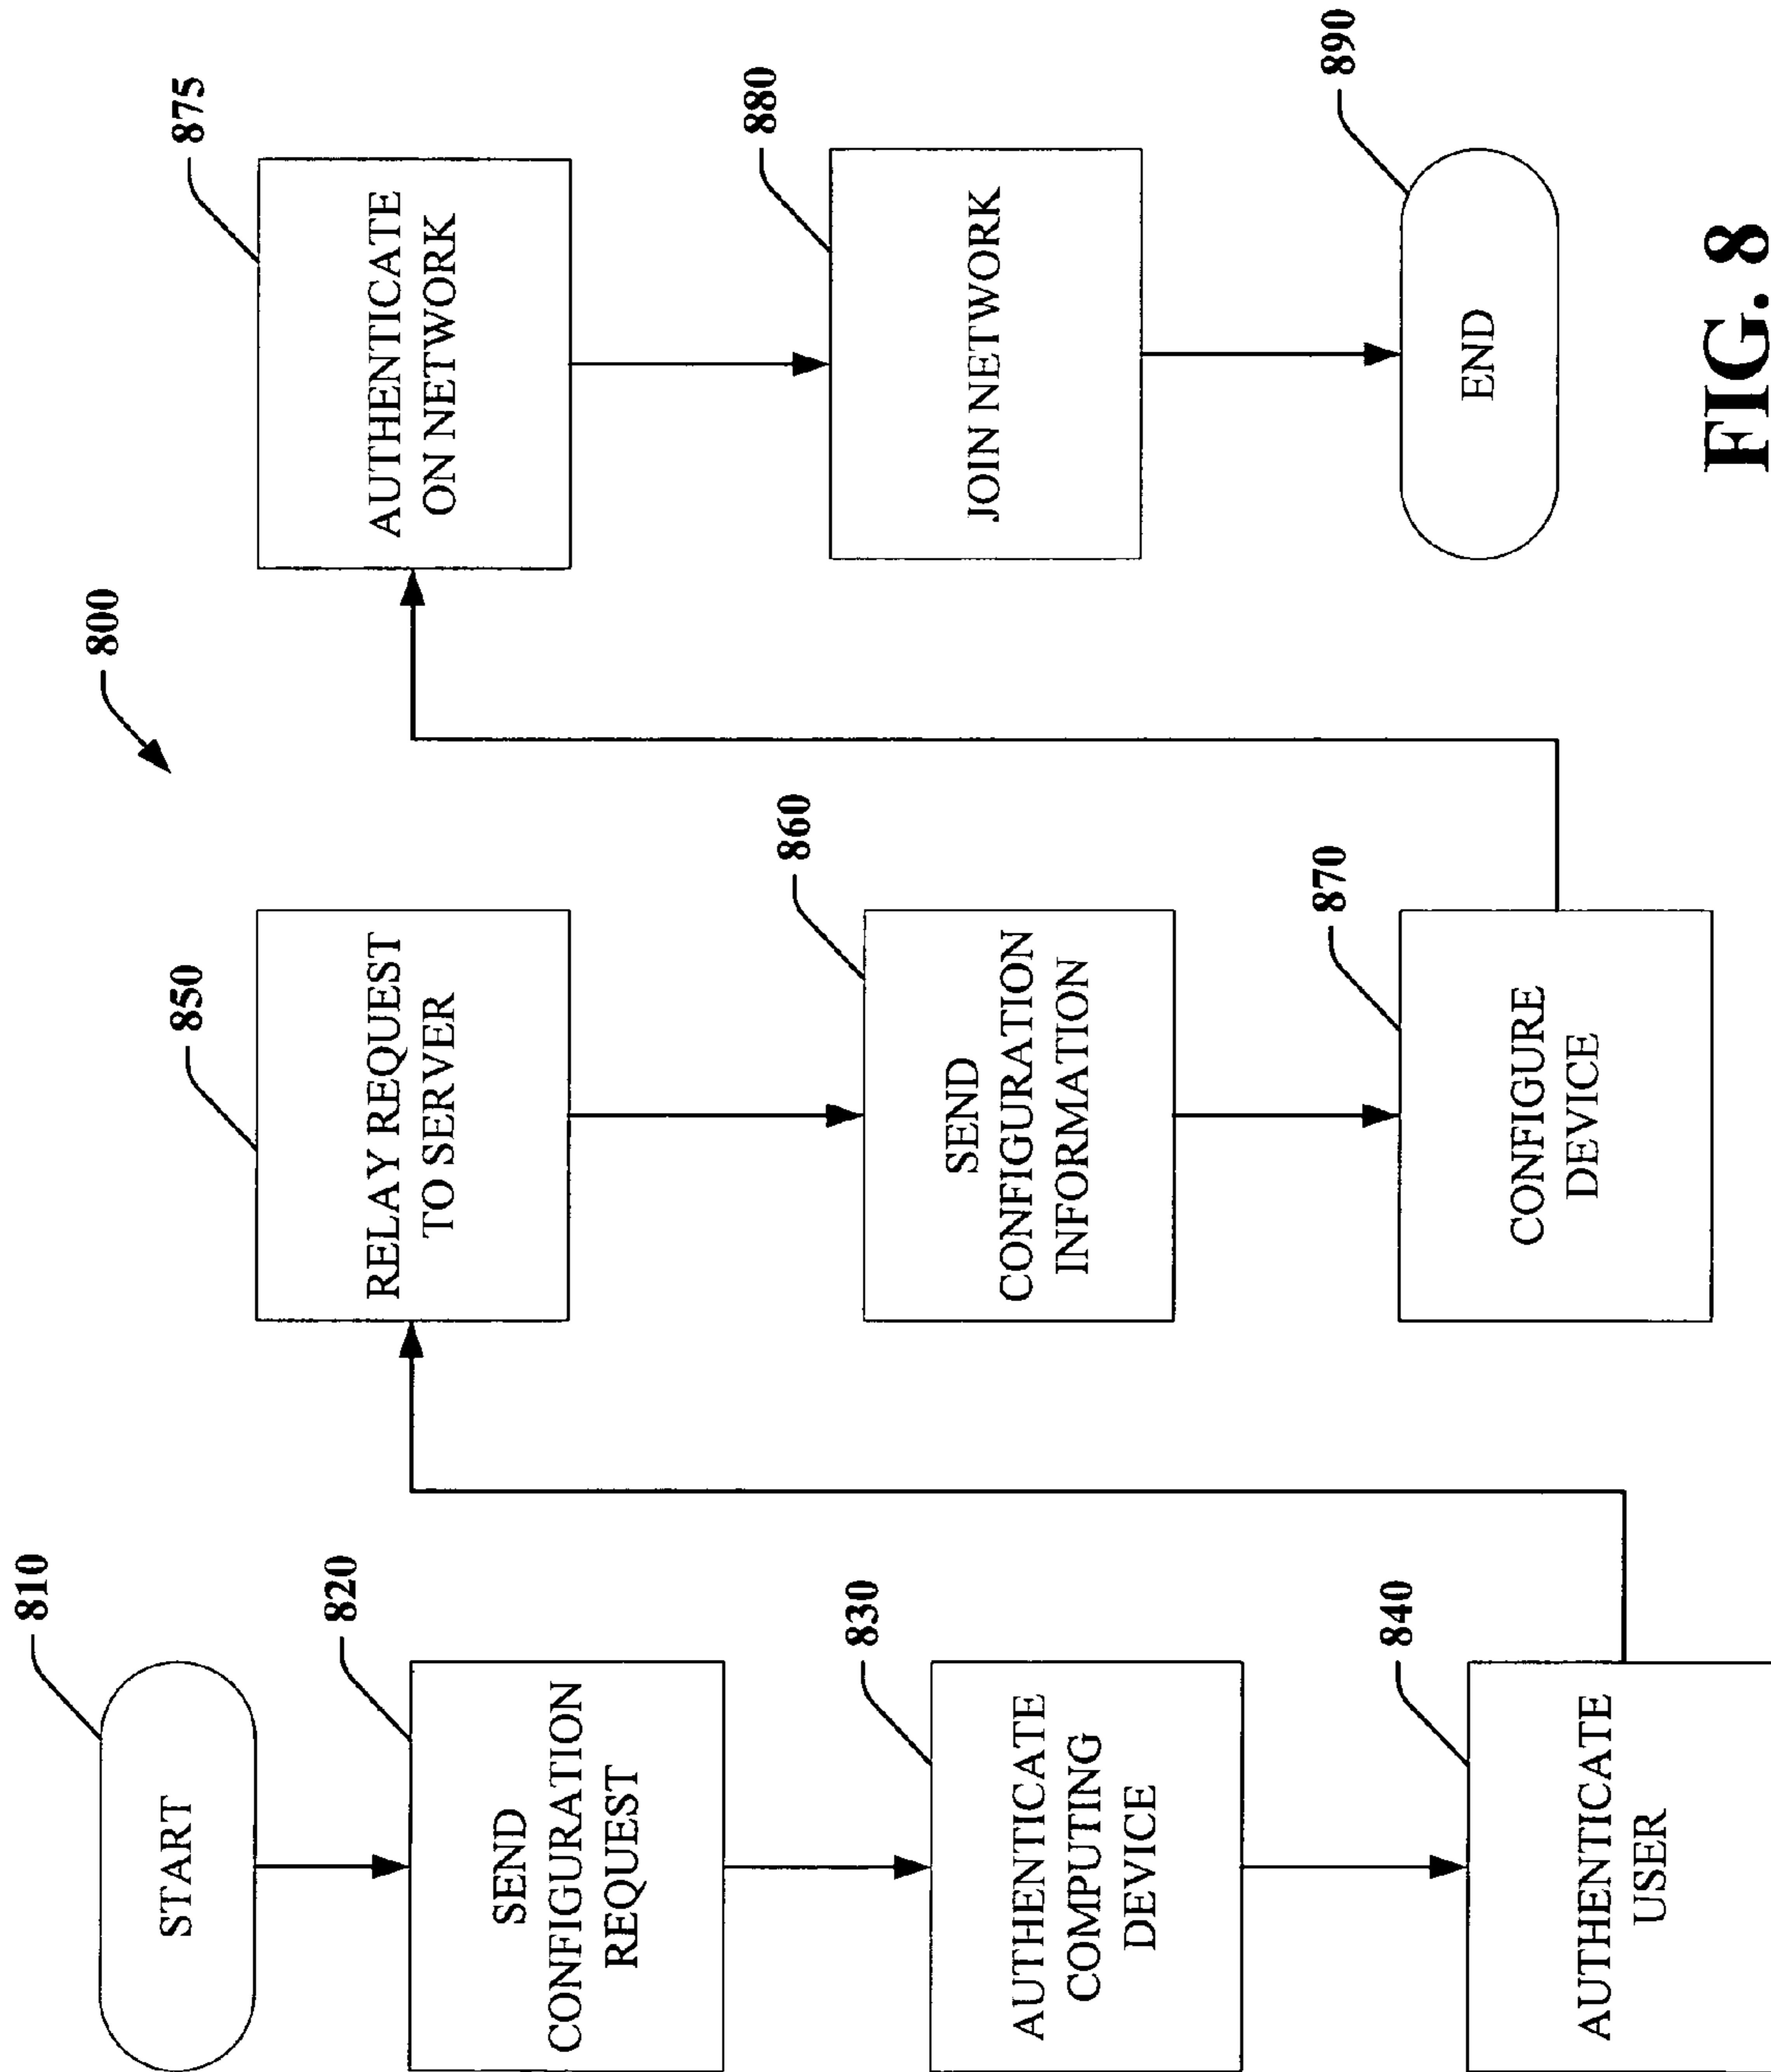 800
810
START
820
SEND
CONFIGURATION
REQUEST
830
AUTHENTICATE
COMPUTING
DEVICE
840
AUTHENTICATE
USER
850
RELAY REQUEST
TO SERVER
860
SEND
CONFIGURATION
INFORMATION
870
CONFIGURE
DEVICE
875
AUTHENTICATE
ON NETWORK
880
JOIN NETWORK
890
END
FIG. 8